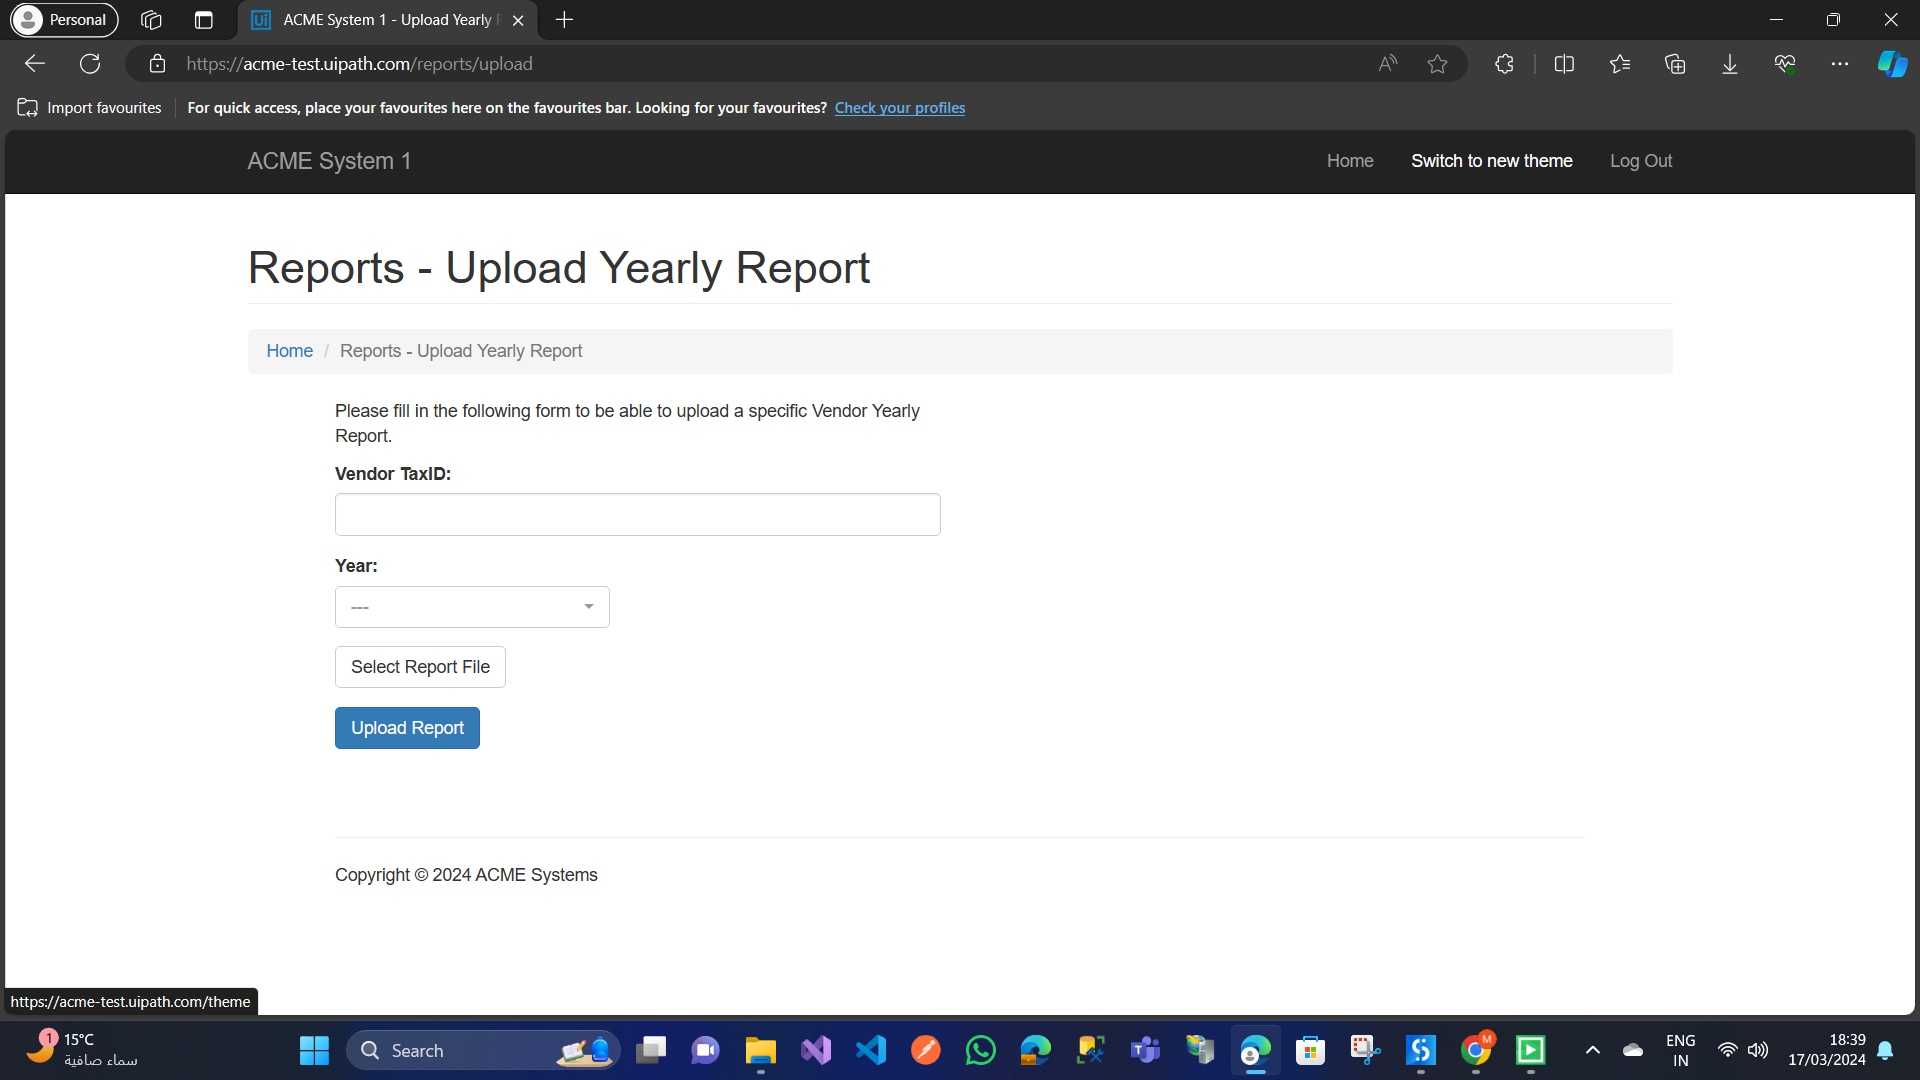 Personal
ACME System 1 - Upload Yearly
https://acme-test.uipath.com/reports/upload
Import favourites
For quick access, place your favourites here on the favourites bar. Looking for your favourites? Check your profiles
ACME System 1
Home
Switch to new theme
Log Out
Reports - Upload Yearly Report
Home / Reports - Upload Yearly Report
Please fill in the following form to be able to upload a specific Vendor Yearly
Report.
Vendor TaxID:
Year:
---
Select Report File
Upload Report
Copyright © 2024 ACME Systems
https://acme-test.uipath.com/theme
1
15°C
سماء صافية
Search
M
ENG
IN
18:39
17/03/2024